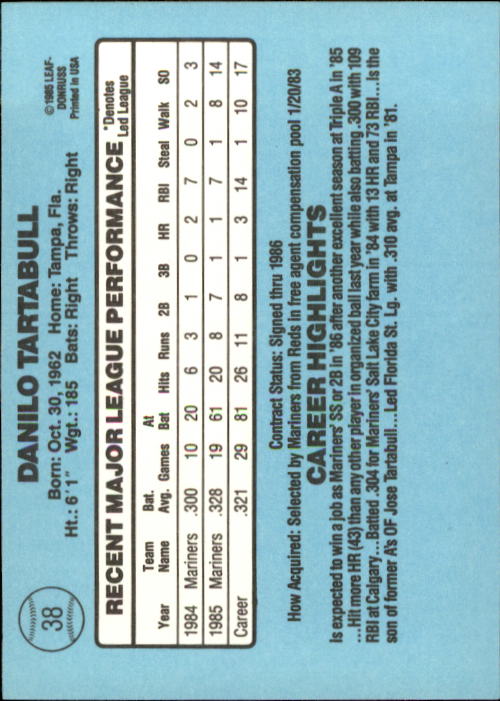 38
DANILO TARTABULL
©1985 LEAF-
DONRUSS
Printed in USA
Born: Oct. 30, 1962 Home: Tampa, Fla.
Ht.: 6'1" Wgt.: 185 Bats: Right Throws: Right
RECENT MAJOR LEAGUE PERFORMANCE *Denotes
Led League
Team Bat. At
Year Name Avg. Games Bat Hits Runs 2B 3B HR RBI Steal Walk SO
1984 Mariners .300 10 20 6 3 1 0 2 7 0 2 3
1985 Mariners .328 19 61 20 8 7 1 1 7 1 8 14
Career .321 29 81 26 11 8 1 3 14 1 10 17
Contract Status: Signed thru 1986
How Acquired: Selected by Mariners from Reds in free agent compensation pool 1/20/83
CAREER HIGHLIGHTS
Is expected to win a job as Mariners' SS or 2B in '86 after another excellent season at Triple A in '85
...Hit more HR (43) than any other player in organized ball last year while also batting .300 with 109
RBI at Calgary...Batted .304 for Mariners' Salt Lake City farm in '84 with 13 HR and 73 RBI...Is the
son of former A's OF Jose Tartabull...Led Florida St. Lg. with .310 avg. at Tampa in '81.